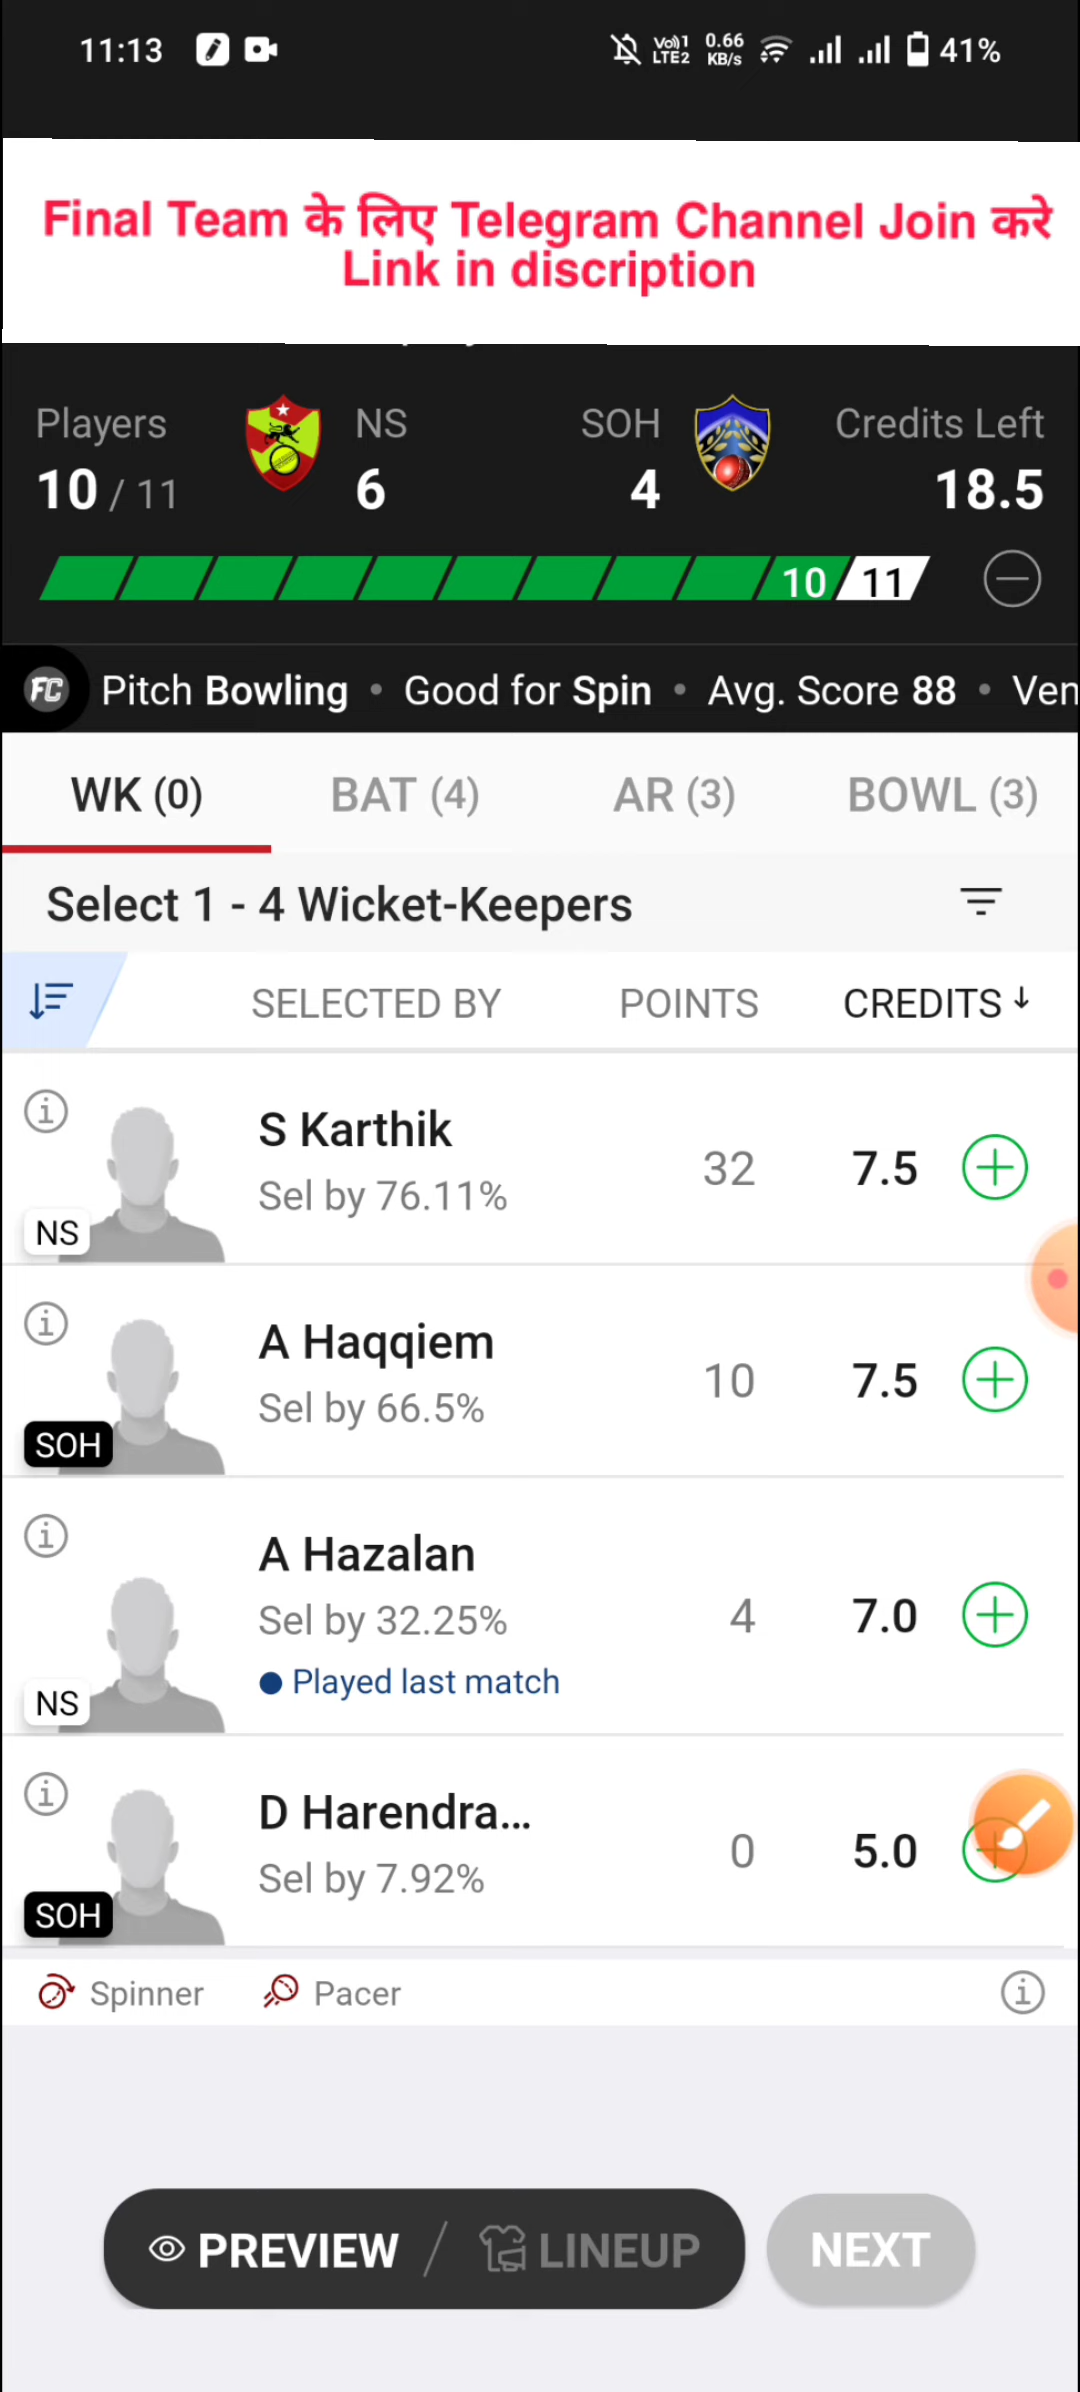 11:13 Vo)) 1 LTE2 0.66 KB/s 41%
Final Team के लिए Telegram Channel Join करे
Link in discription
Players NS SOH Credits Left
10 / 11 6 4 18.5
10 11
FC Pitch Bowling • Good for Spin • Avg. Score 88 • Ven
WK (0) BAT (4) AR (3) BOWL (3)
Select 1 - 4 Wicket-Keepers
SELECTED BY POINTS CREDITS ↓
S Karthik
Sel by 76.11% 32 7.5
NS
A Haqqiem
Sel by 66.5% 10 7.5
SOH
A Hazalan
Sel by 32.25% 4 7.0
Played last match
NS
D Harendra...
Sel by 7.92% 0 5.0
SOH
Spinner Pacer
PREVIEW / LINEUP NEXT